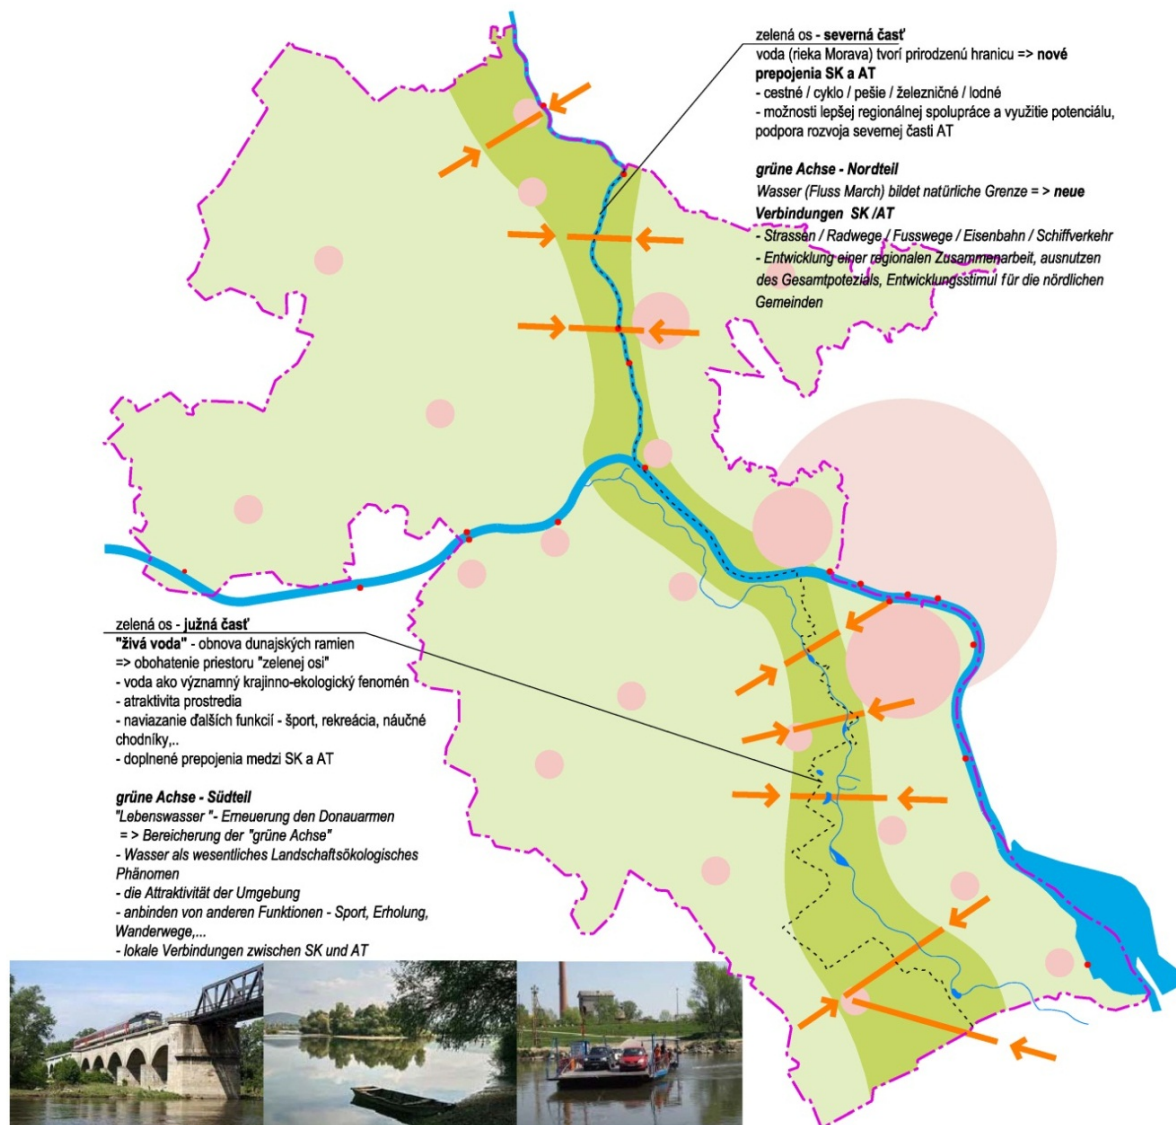 zelená os - severná časť
voda (rieka Morava) tvorí prirodzenú hranicu => nové
prepojenia SK a AT
- cestné / cyklo / pešie / železničné / lodné
- možnosti lepšej regionálnej spolupráce a využitie potenciálu,
podpora rozvoja severnej časti AT
grüne Achse - Nordteil
Wasser (Fluss March) bildet natürliche Grenze = > neue
Verbindungen SK /AT
- Strassen / Radwege / Fusswege / Eisenbahn / Schiffverkehr
- Entwicklung einer regionalen Zusammenarbeit, ausnutzen
des Gesamtpotezials, Entwicklungsstimul für die nördlichen
Gemeinden
zelená os - južná časť
"živá voda" - obnova dunajských ramien
=> obohatenie priestoru "zelenej osi"
- voda ako významný krajinno-ekologický fenomén
- atraktivita prostredia
- naviazanie ďalších funkcií - šport, rekreácia, náučné
chodníky,..
- doplnené prepojenia medzi SK a AT
grüne Achse - Südteil
"Lebenswasser "- Erneuerung den Donauarmen
= > Bereicherung der "grüne Achse"
- Wasser als wesentliches Landschaftsökologisches
Phänomen
- die Attraktivität der Umgebung
- anbinden von anderen Funktionen - Sport, Erholung,
Wanderwege,...
- lokale Verbindungen zwischen SK und AT